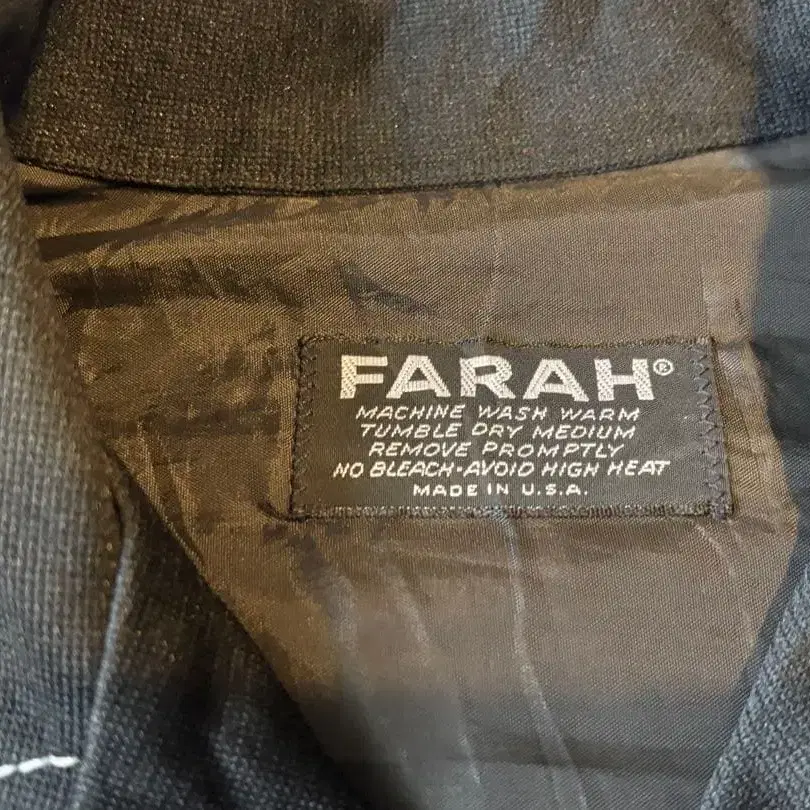 FARAH®
MACHINE WASH WARM
TUMBLE DRY MEDIUM
REMOVE PROMPTLY
NO BLEACH·AVOID HIGH HEAT
MADE IN U.S.A.